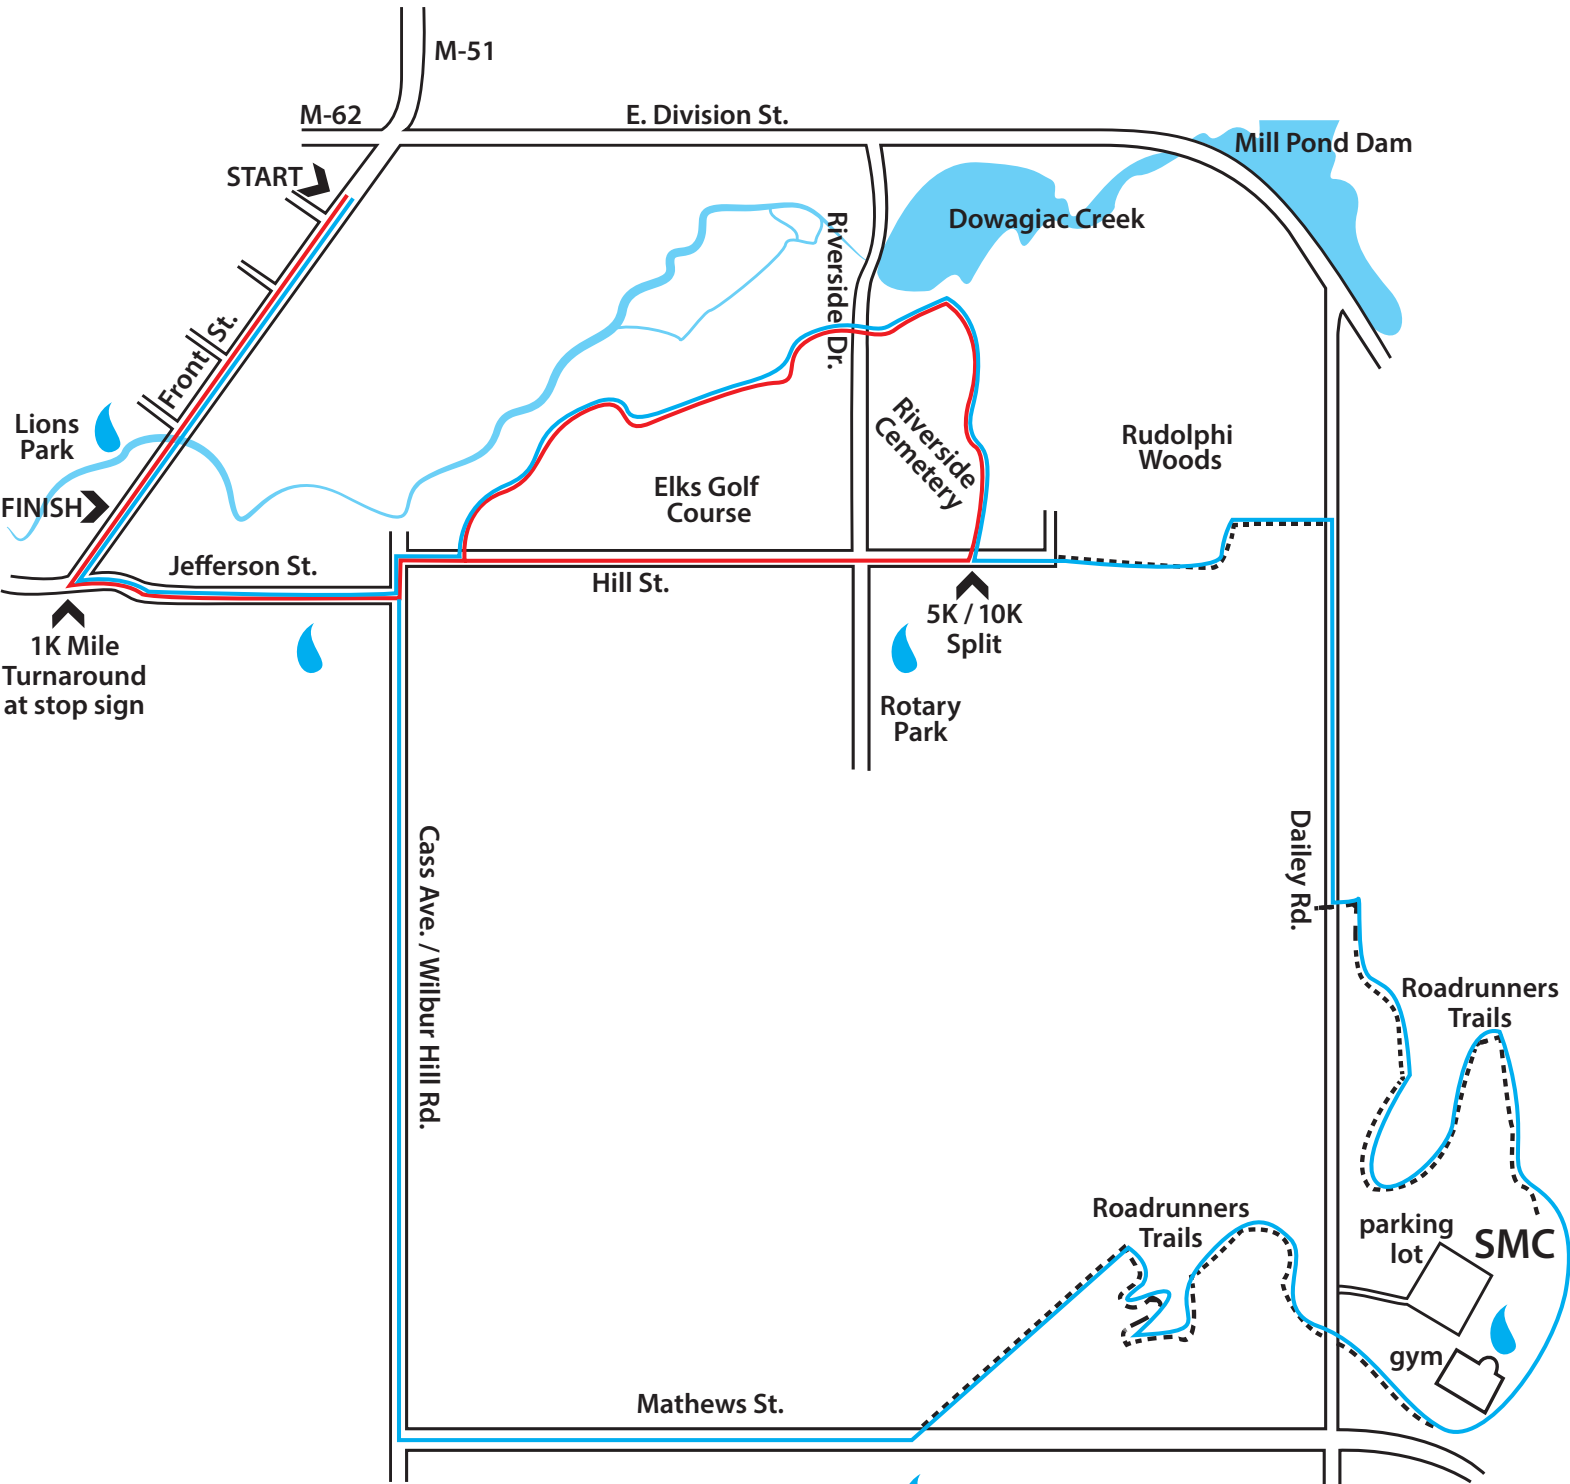 M-51
M-62
E. Division St.
Mill Pond Dam
START
Dowagiac Creek
Riverside Dr.
Front St.
Lions
Park
Riverside
Cemetery
Rudolphi
Woods
Elks Golf
Course
FINISH
Jefferson St.
Hill St.
5K / 10K
Split
1K Mile
Turnaround
at stop sign
Rotary
Park
Cass Ave. / Wilbur Hill Rd.
Dailey Rd.
Roadrunners
Trails
Roadrunners
Trails
parking
lot
SMC
gym
Mathews St.